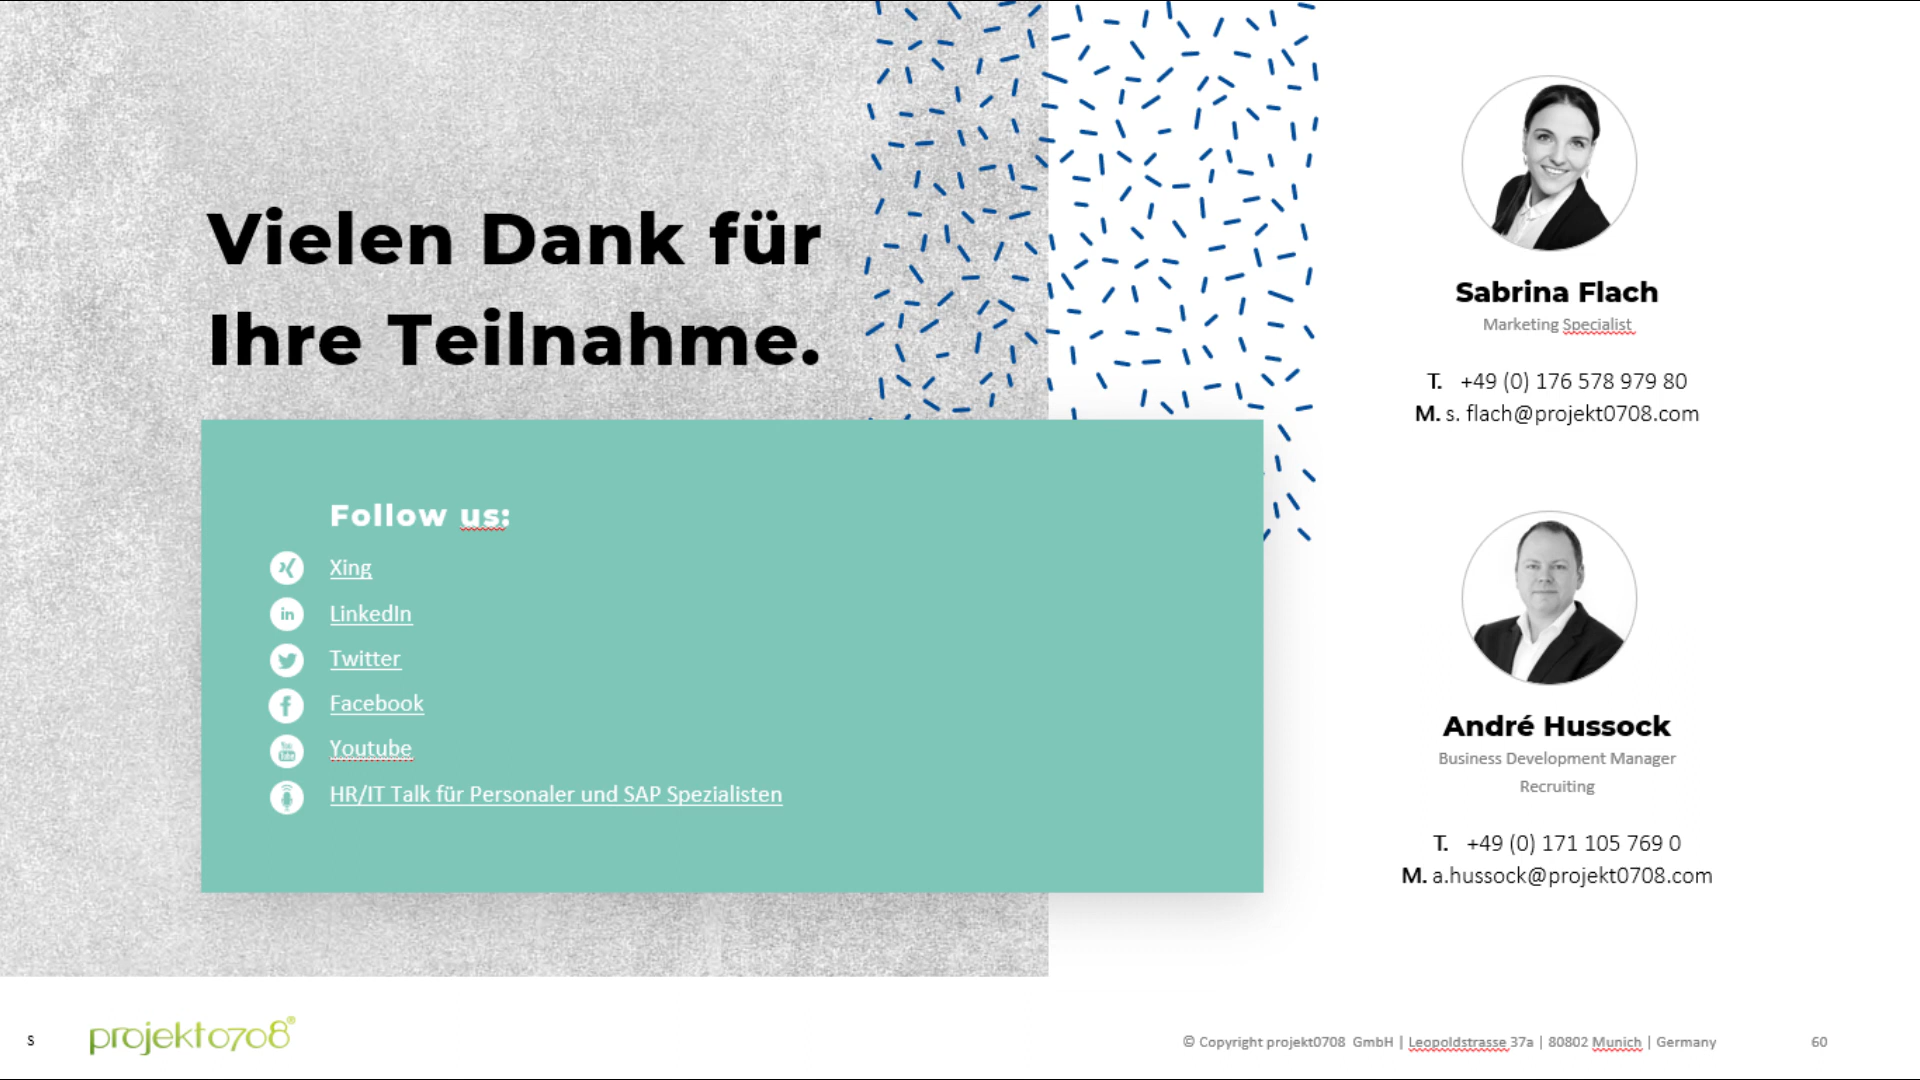 Vielen Dank für
Ihre Teilnahme.
Follow us:
Xing
in LinkedIn
Twitter
f Facebook
You Tube Youtube
HR/IT Talk für Personaler und SAP Spezialisten
Sabrina Flach
Marketing Specialist
T. +49 (0) 176 578 979 80
M. s. flach@projekt0708.com
André Hussock
Business Development Manager
Recruiting
T. +49 (0) 171 105 769 0
M. a.hussock@projekt0708.com
s
projekt0708®
© Copyright projekt0708 GmbH | Leopoldstrasse 37a | 80802 Munich | Germany
60